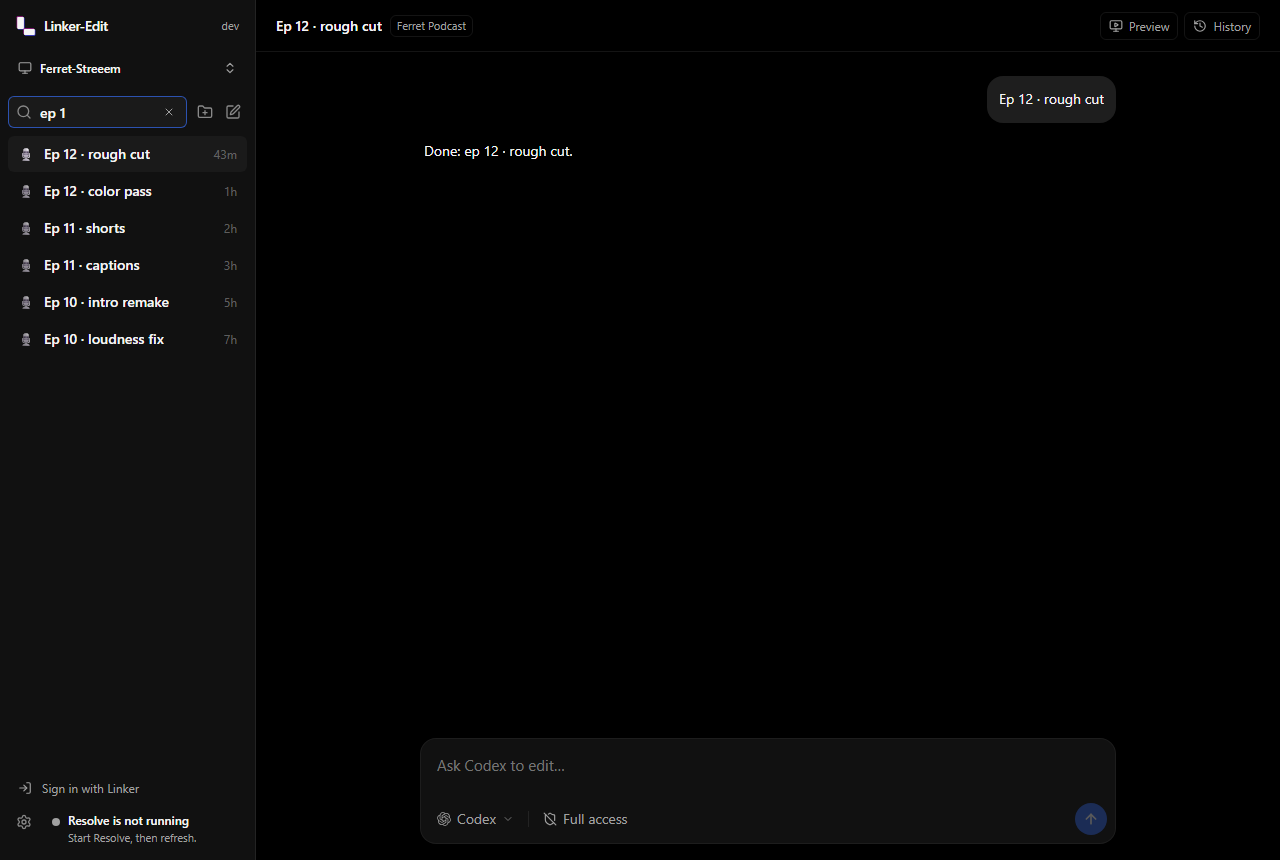 Linker-Edit
dev
Ferret-Streeem
ep 1
Ep 12 · rough cut
43m
Ep 12 · color pass
1h
Ep 11 · shorts
2h
Ep 11 · captions
3h
Ep 10 · intro remake
5h
Ep 10 · loudness fix
7h
Sign in with Linker
Resolve is not running
Start Resolve, then refresh.
Ep 12 · rough cut
Ferret Podcast
Preview
History
Ep 12 · rough cut
Done: ep 12 · rough cut.
Ask Codex to edit...
Codex
Full access